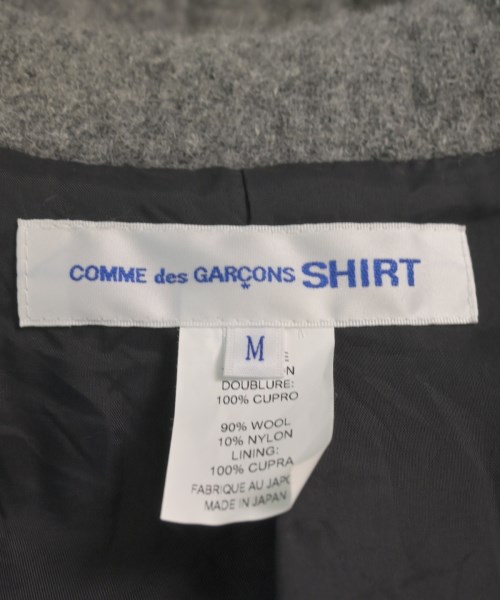 COMME des GARÇONS SHIRT
M
DOUBLURE:
100% CUPRO
90% WOOL
10% NYLON
LINING:
100% CUPRA
FABRIQUE AU
MADE IN JAPAN